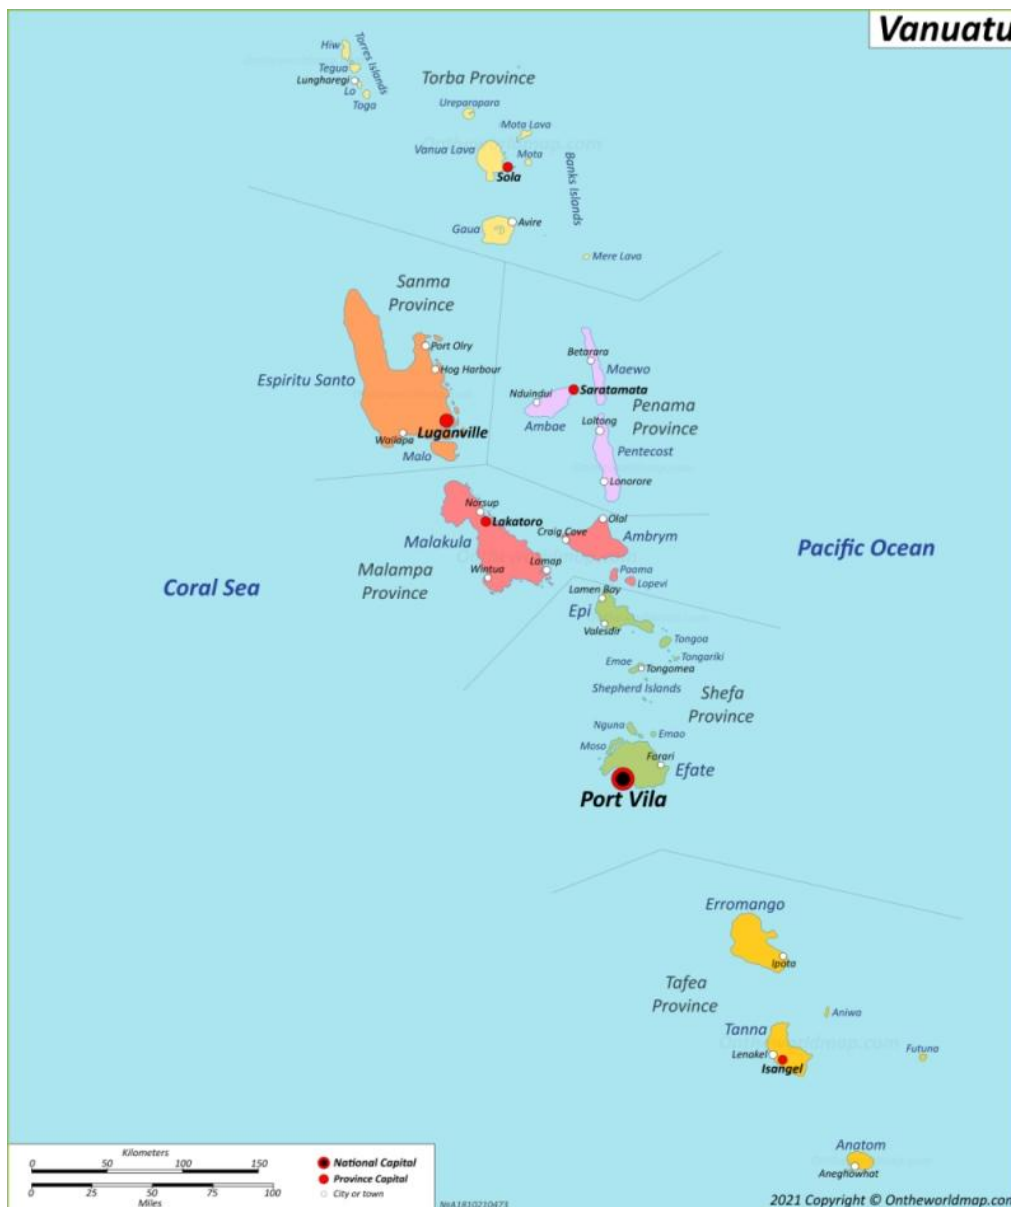 Vanuatu
Hiw
Torres Islands
Tegua
Lungharegi
Lo
Toga
Torba Province
Ureparapara
Mota Lava
Vanua Lava
Mota
Sola
Banks Islands
Gaua
Avire
Mere Lava
Sanma
Province
Port Olry
Hog Harbour
Espiritu Santo
Luganville
Wailapa
Malo
Betarara
Maewo
Saratamata
Nduindui
Ambae
Penama
Province
Loltong
Pentecost
Lonorore
Norsup
Lakatoro
Malakula
Olal
Craig Cove
Ambrym
Pacific Ocean
Coral Sea
Malampa
Province
Wintua
Lamap
Paama
Lopevi
Lamen Bay
Epi
Valesdir
Tongoa
Tongariki
Emae
Tongamea
Shepherd Islands
Shefa
Province
Nguna
Emao
Moso
Farari
Efate
Port Vila
Erromango
Ipota
Tafea
Province
Aniwa
Tanna
Lenakel
Isangel
Futuna
Anatom
Aneghowhat
Kilometers
0 50 100 150
0 25 50 75 100
Miles
National Capital
Province Capital
City or town
2021 Copyright © Ontheworldmap.com